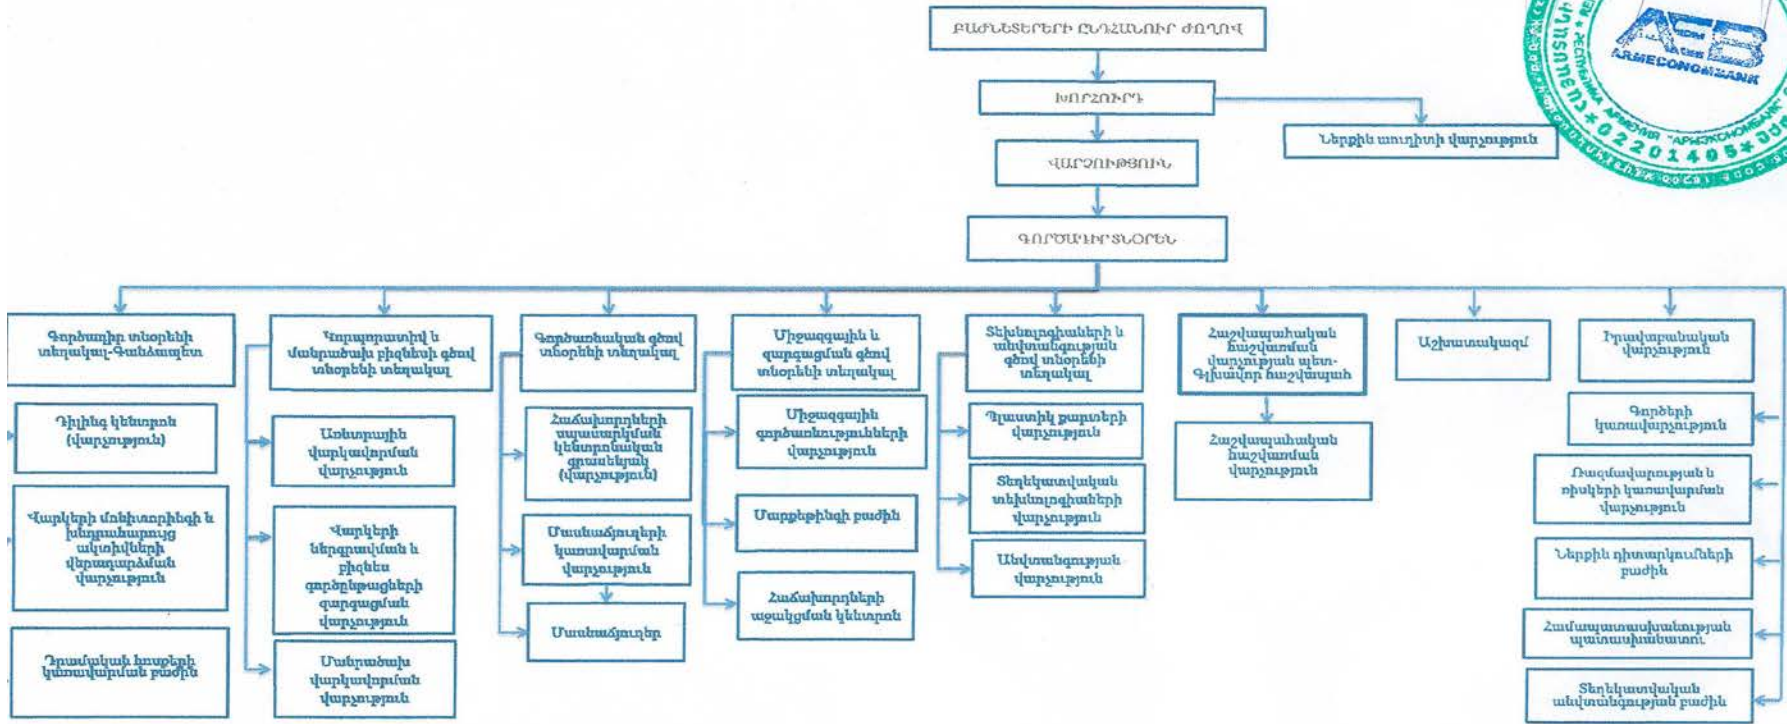 ԲԱԺՆԵՏԵՐԵՐԻ ԸՆԴՀԱՆՈՒՐ ԺՈՂՈՎ
ԽՈՐՀՈՒՐԴ
Ներքին աուդիտի վարչություն
ՎԱՐՉՈՒԹՅՈՒՆ
ԳՈՐԾԱԴԻՐ ՏՆՕՐԵՆ
AEB
ARMECONOMBANK
02201405
Գործադիր տնօրենի
տեղակալ-Գանձապետ
Դիլինգ կենտրոն
(վարչություն)
Վարկերի մոնիտորինգի և
խնդրահարույց
ակտիվների
վերադարձման
վարչություն
Դրամական հոսքերի
կառավարման բաժին
Կորպորատիվ և
մանրածախ բիզնեսի գծով
տնօրենի տեղակալ
Առևտրային
վարկավորման
վարչություն
Վարկերի
ներգրավման և
բիզնես
գործընթացների
զարգացման
վարչություն
Մանրածախ
վարկավորման
վարչություն
Գործառնական գծով
տնօրենի տեղակալ
Հաճախորդների
սպասարկման
կենտրոնական
գրասենյակ
(վարչություն)
Մասնաճյուղերի
կառավարման
վարչություն
Մասնաճյուղեր
Միջազգային և
զարգացման գծով
տնօրենի տեղակալ
Միջազգային
գործառնությունների
վարչություն
Մարքեթինգի բաժին
Հաճախորդների
աջակցման կենտրոն
Տեխնոլոգիաների և
անվտանգության
գծով տնօրենի
տեղակալ
Պլաստիկ քարտերի
վարչություն
Տեղեկատվական
տեխնոլոգիաների
վարչություն
Անվտանգության
վարչություն
Հաշվապահական
հաշվառման
վարչության պետ-
Գլխավոր հաշվապահ
Հաշվապահական
հաշվառման
վարչություն
Աշխատակազմ
Իրավաբանական
վարչություն
Գործերի
կառավարչություն
Ռազմավարության և
ռիսկերի կառավարման
վարչություն
Ներքին դիտարկումների
բաժին
Համապատասխանության
պատասխանատու
Տեղեկատվական
անվտանգության բաժին